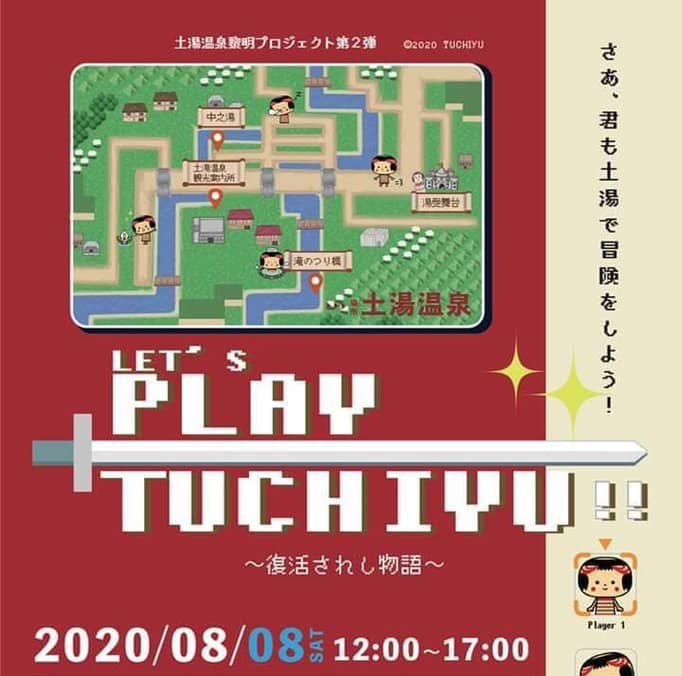 土湯温泉黎明プロジェクト第2弾 ©2020 TUCHIYU
中之湯
土湯温泉
観光案内所
湯愛舞台
滝のつり橋
土湯温泉
さあ、君も土湯で冒険をしよう!
LET'S
PLAY
TUCHIYU!!
~復活されし物語~
Player 1
2020/08/08 SAT 12:00~17:00